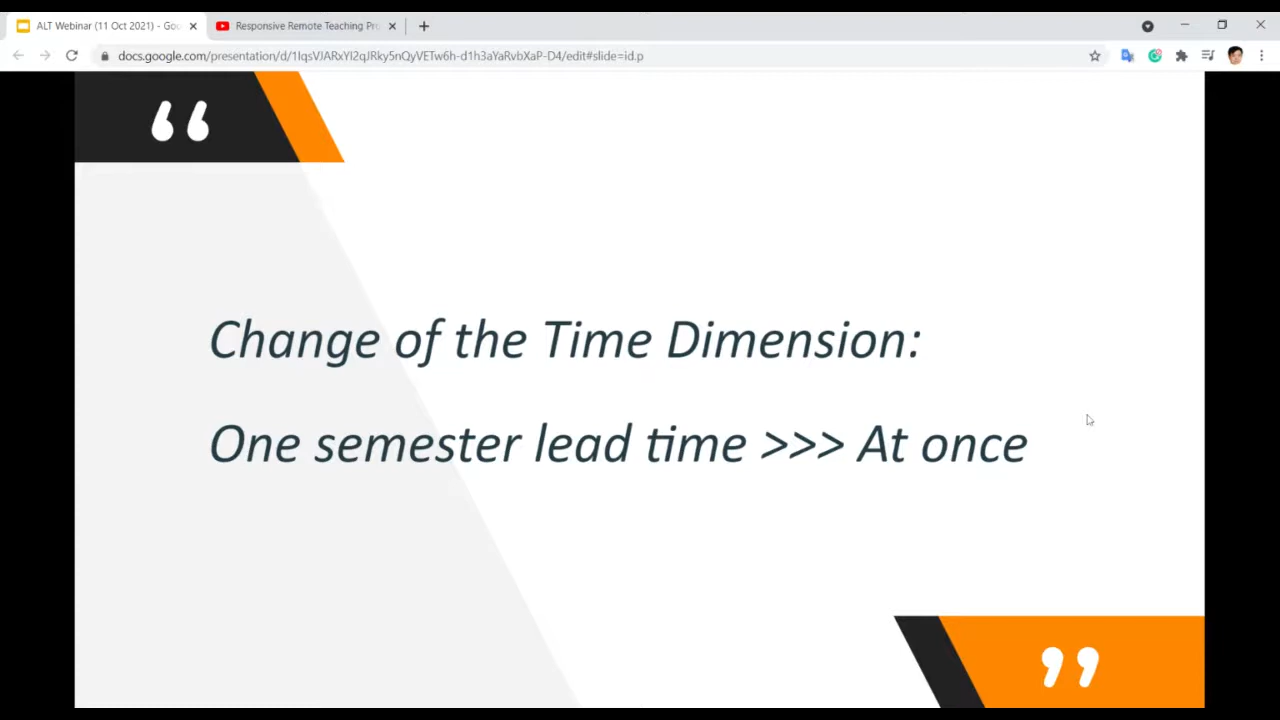 ALT Webinar (11 Oct 2021) - Goo
Responsive Remote Teaching Pr
docs.google.com/presentation/d/1IqsVJARxYI2qJRky5nQyVETw6h-d1h3aYaRvbXaP-D4/edit#slide=id.p
“
Change of the Time Dimension:
One semester lead time >>> At once
”